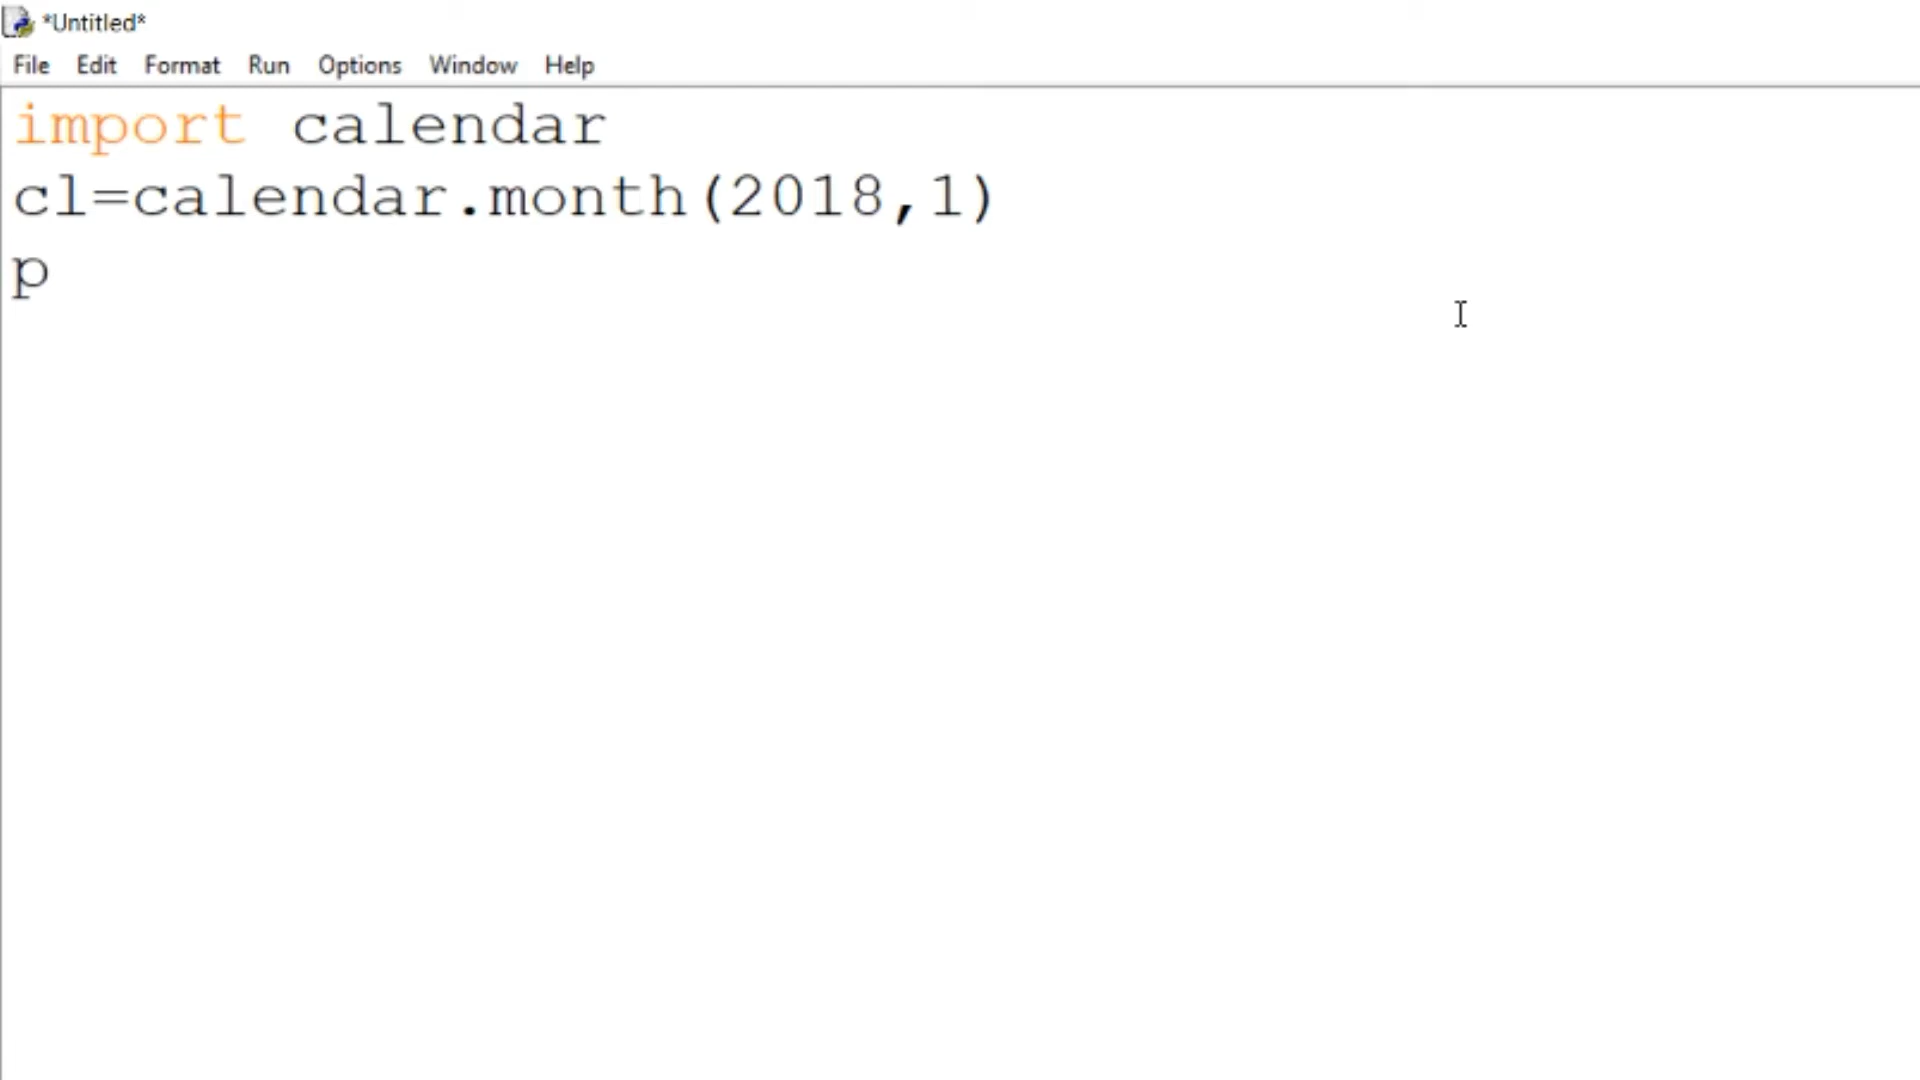 *Untitled*
File Edit Format Run Options Window Help
import calendar
cl=calendar.month(2018,1)
p